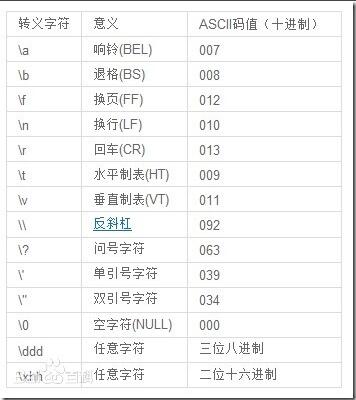 转义字符 意义 ASCII码值（十进制）
\a 响铃(BEL) 007
\b 退格(BS) 008
\f 换页(FF) 012
\n 换行(LF) 010
\r 回车(CR) 013
\t 水平制表(HT) 009
\v 垂直制表(VT) 011
\\ 反斜杠 092
\? 问号字符 063
\' 单引号字符 039
\" 双引号字符 034
\0 空字符(NULL) 000
\ddd 任意字符 三位八进制
\xhh 任意字符 二位十六进制
Bai百科